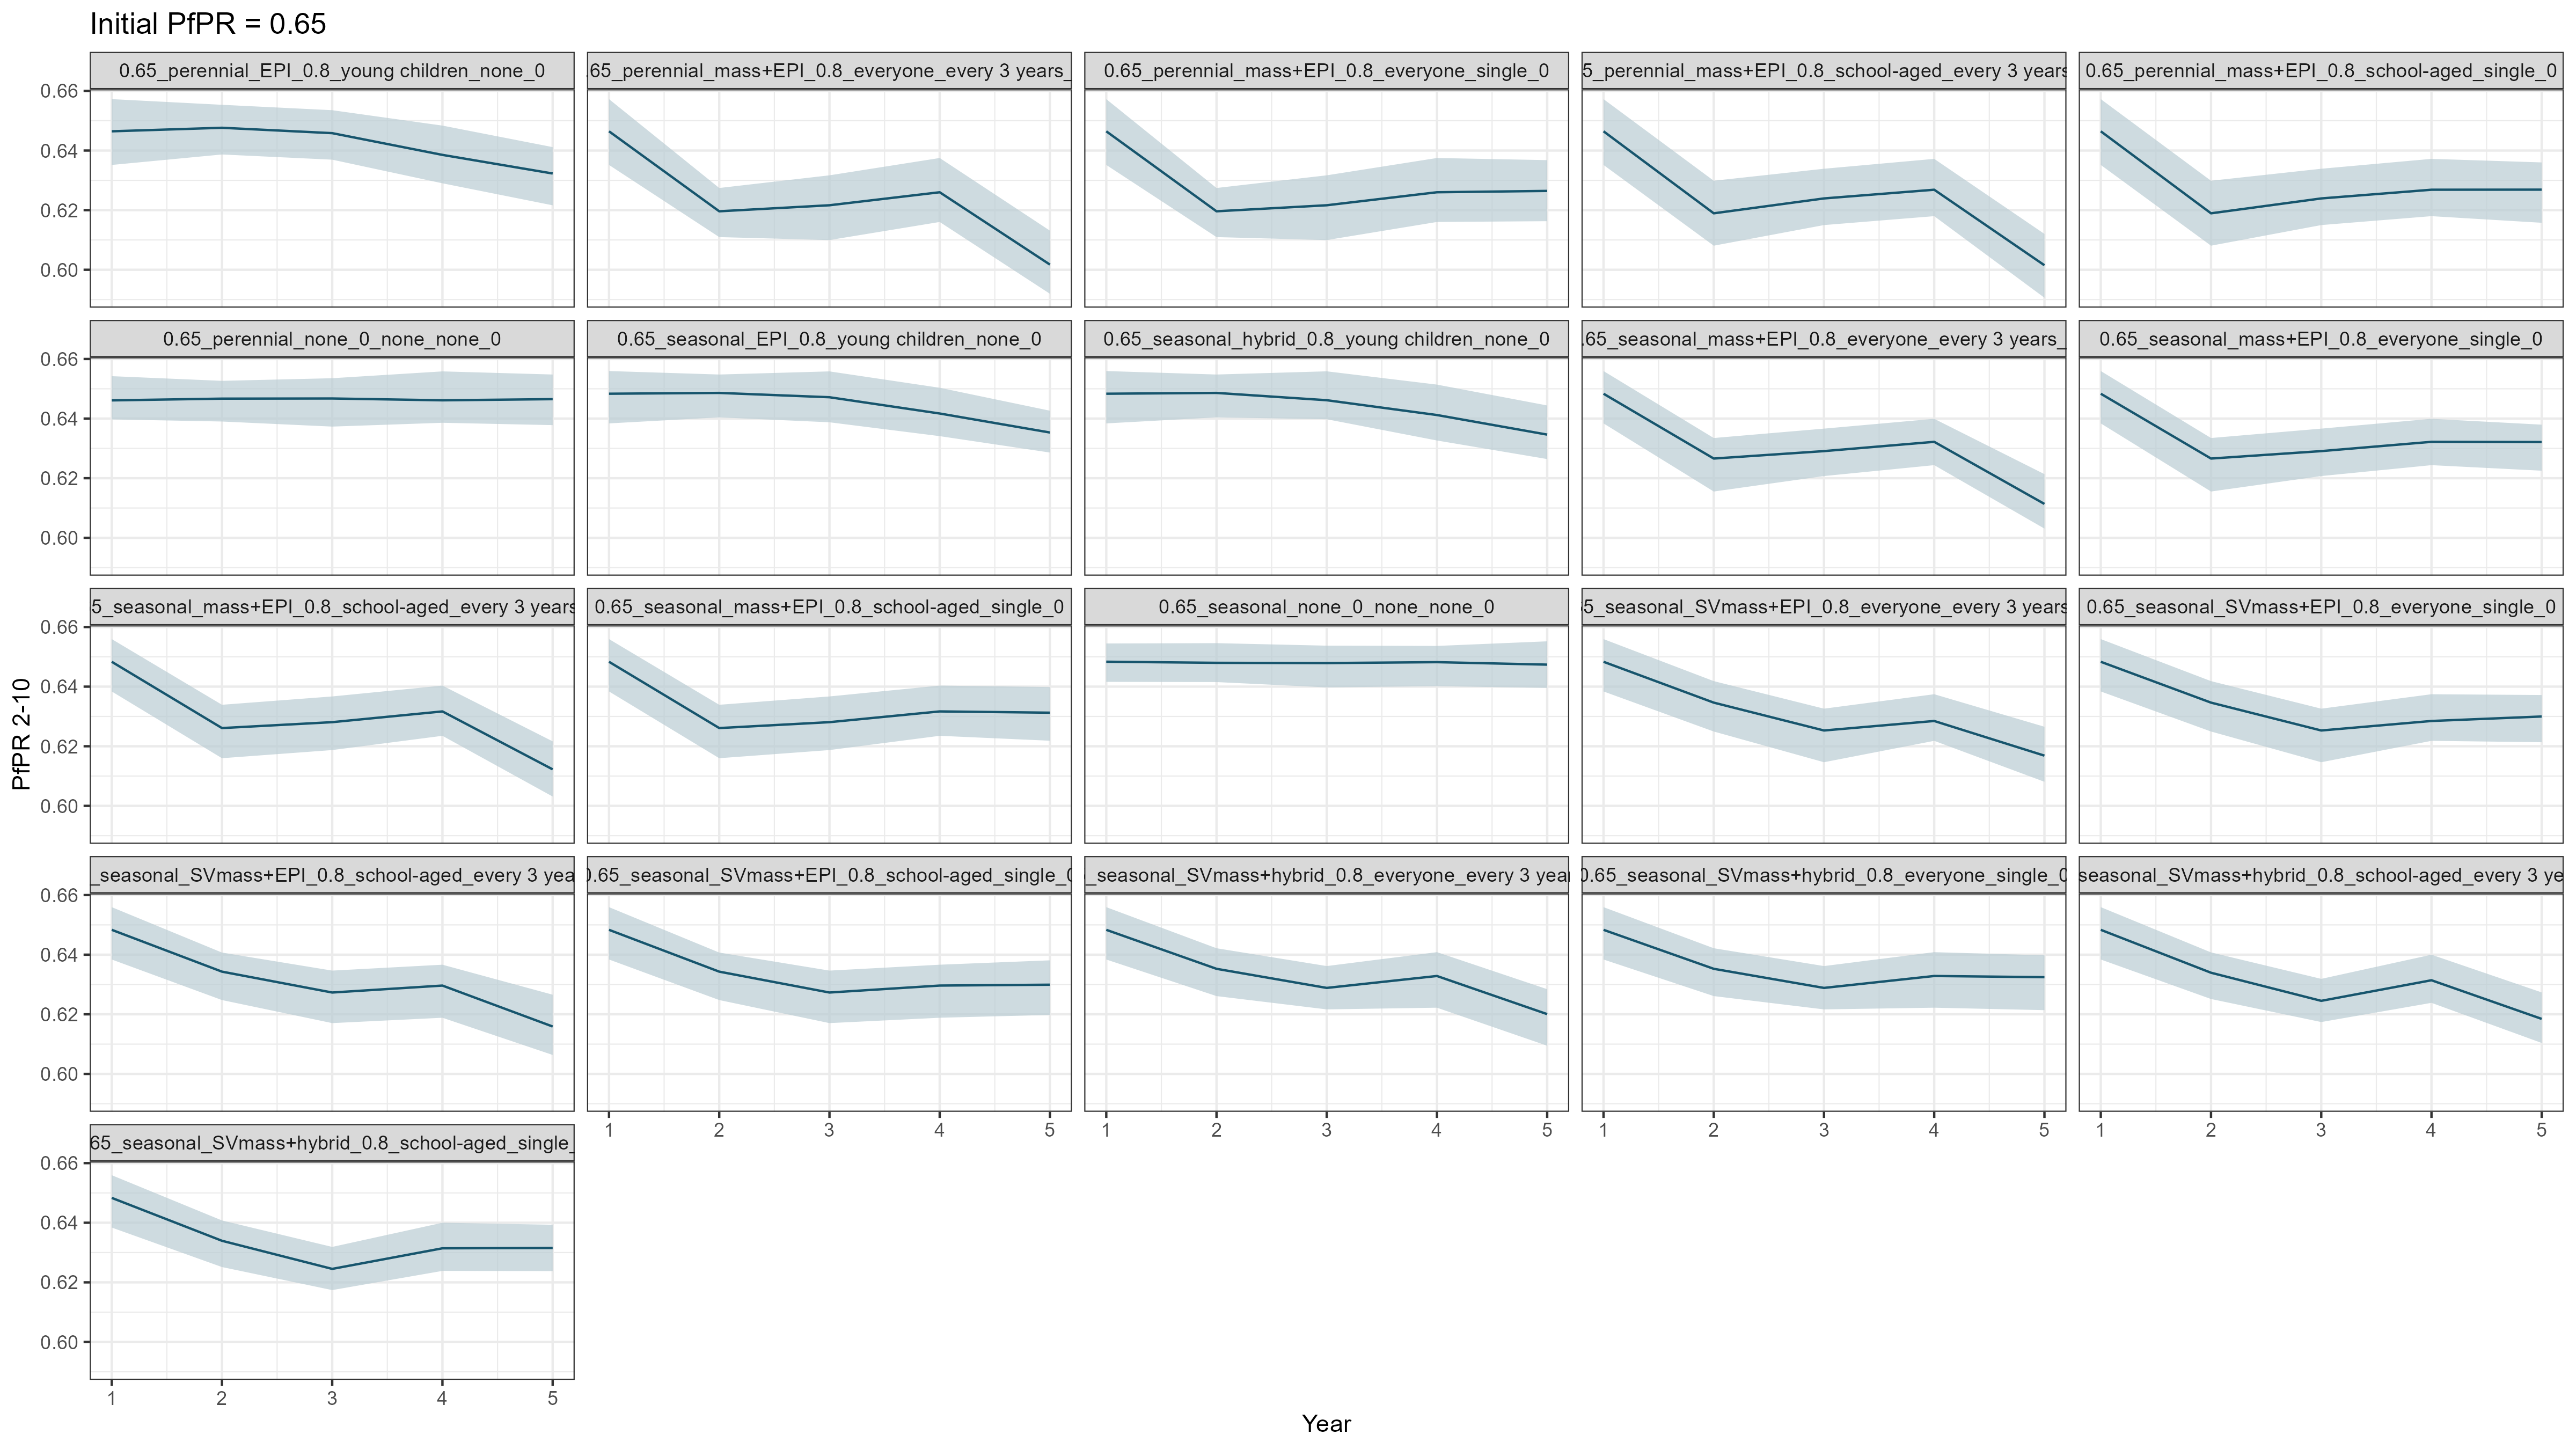 Initial PfPR = 0.65
0.65_perennial_EPI_0.8_young children_none_0
.65_perennial_mass+EPI_0.8_everyone_every 3 years_
0.65_perennial_mass+EPI_0.8_everyone_single_0
5_perennial_mass+EPI_0.8_school-aged_every 3 years
0.65_perennial_mass+EPI_0.8_school-aged_single_0
0.66
0.64
0.62
0.60
0.65_perennial_none_0_none_none_0
0.65_seasonal_EPI_0.8_young children_none_0
0.65_seasonal_hybrid_0.8_young children_none_0
.65_seasonal_mass+EPI_0.8_everyone_every 3 years_
0.65_seasonal_mass+EPI_0.8_everyone_single_0
0.66
0.64
0.62
0.60
5_seasonal_mass+EPI_0.8_school-aged_every 3 years
0.65_seasonal_mass+EPI_0.8_school-aged_single_0
0.65_seasonal_none_0_none_none_0
5_seasonal_SVmass+EPI_0.8_everyone_every 3 years
0.65_seasonal_SVmass+EPI_0.8_everyone_single_0
0.66
0.64
0.62
0.60
PfPR 2-10
_seasonal_SVmass+EPI_0.8_school-aged_every 3 yea
0.65_seasonal_SVmass+EPI_0.8_school-aged_single_0
_seasonal_SVmass+hybrid_0.8_everyone_every 3 year
0.65_seasonal_SVmass+hybrid_0.8_everyone_single_0
seasonal_SVmass+hybrid_0.8_school-aged_every 3 ye
0.66
0.64
0.62
0.60
1 2 3 4 5
1 2 3 4 5
1 2 3 4 5
1 2 3 4 5
65_seasonal_SVmass+hybrid_0.8_school-aged_single_
0.66
0.64
0.62
0.60
1 2 3 4 5
Year